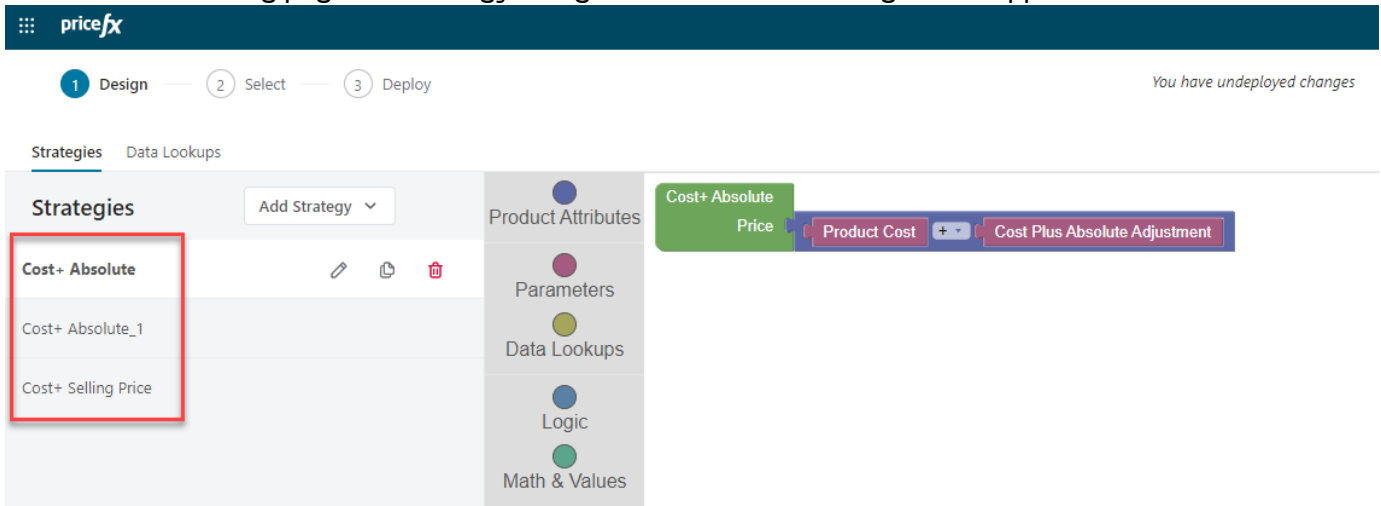 pricefx
1 Design 2 Select 3 Deploy
You have undeployed changes
Strategies Data Lookups
Strategies Add Strategy
Cost+ Absolute
Cost+ Absolute_1
Cost+ Selling Price
Product Attributes
Parameters
Data Lookups
Logic
Math & Values
Cost+ Absolute
Price Product Cost + Cost Plus Absolute Adjustment